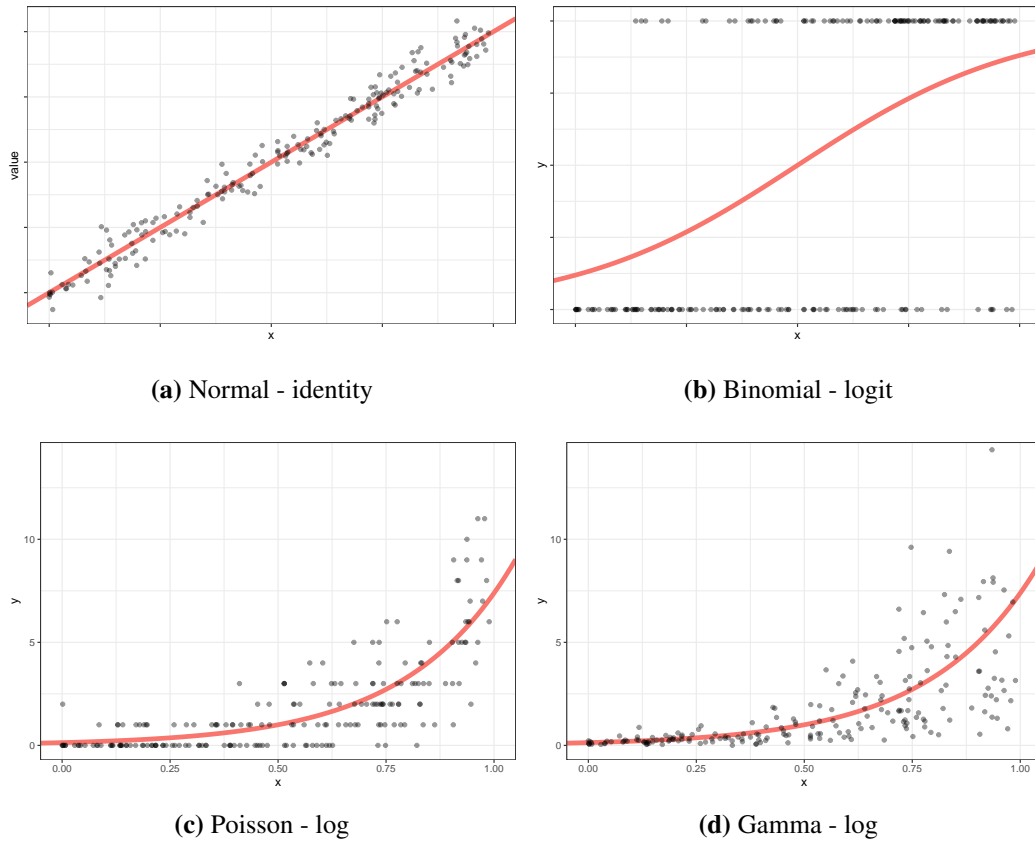 value
x
(a) Normal - identity
y
x
(b) Binomial - logit
y
10
5
0
0.00 0.25 0.50 0.75 1.00
x
(c) Poisson - log
y
10
5
0
0.00 0.25 0.50 0.75 1.00
x
(d) Gamma - log